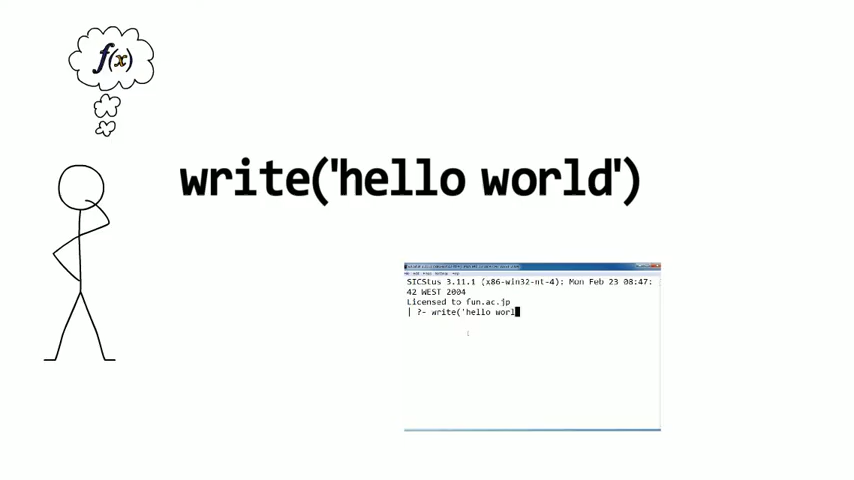 f(x)
write('hello world')
SICStus 3.11.1 (x86-win32-nt-4): Mon Feb 23 08:47:
42 WEST 2004
Licensed to fun.ac.jp
| ?- write('hello worl